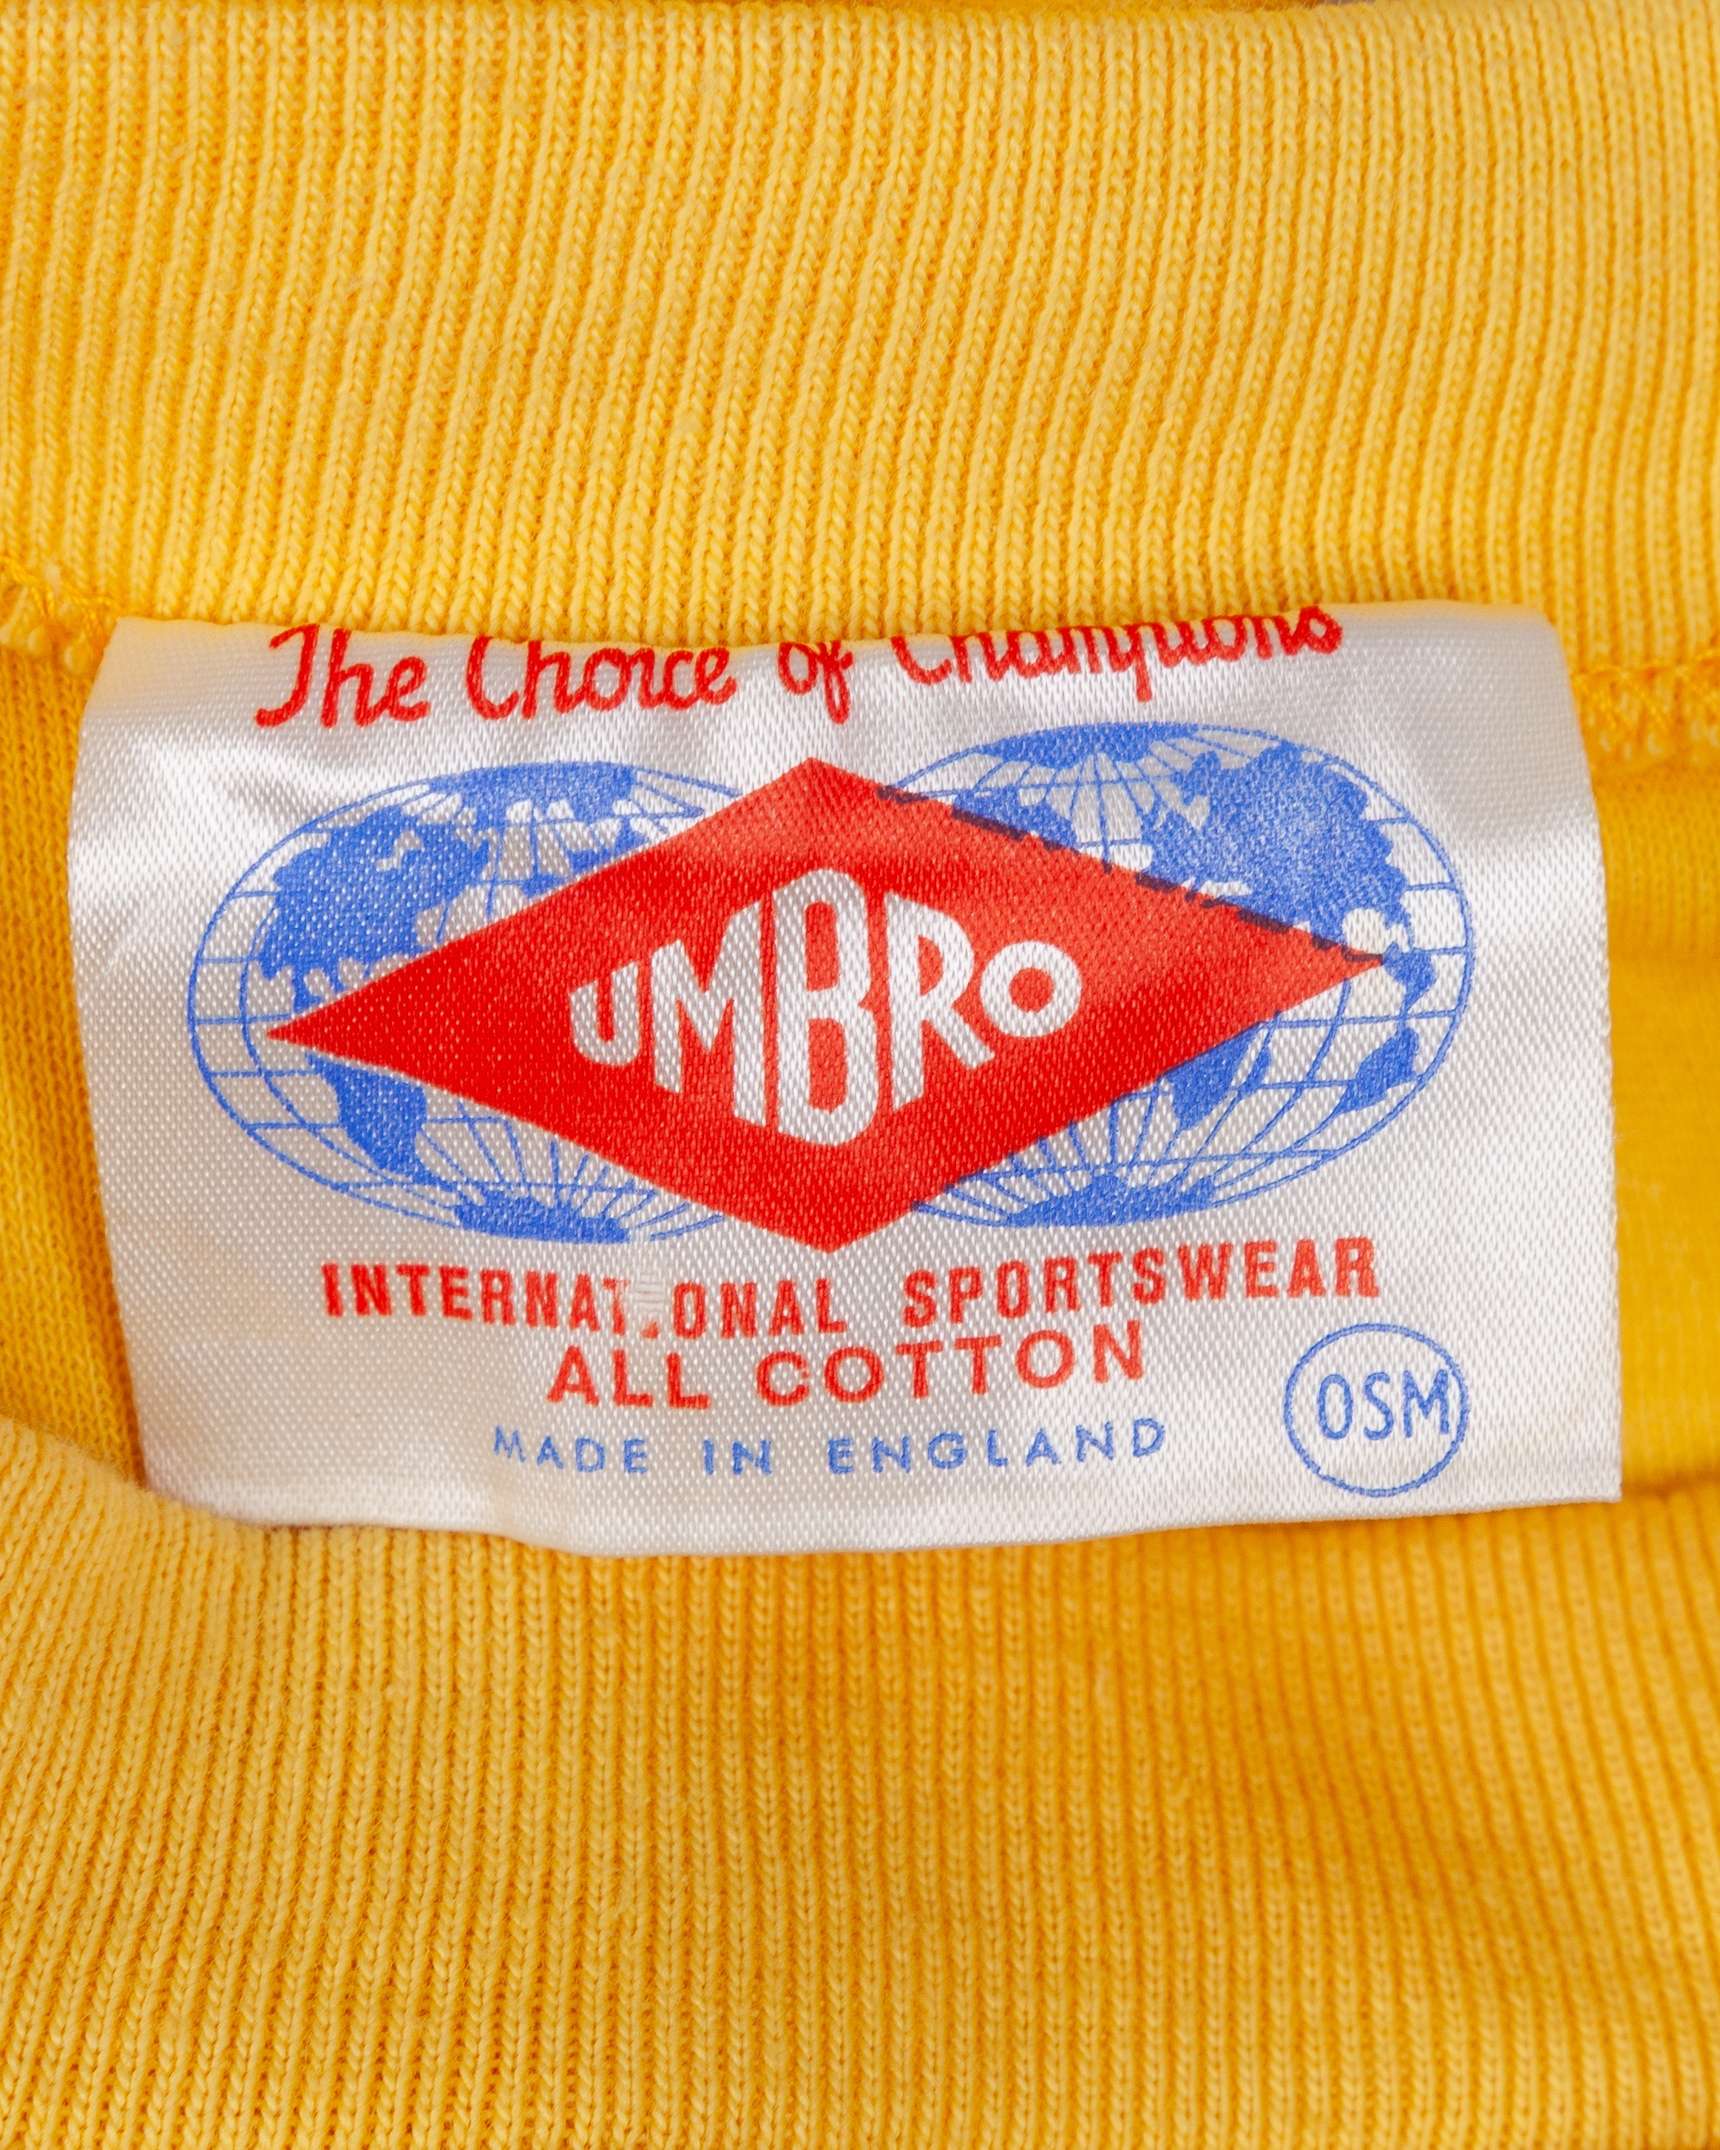 The Choice of Champions
UMBRO
INTERNATIONAL SPORTSWEAR
ALL COTTON
MADE IN ENGLAND
OSM